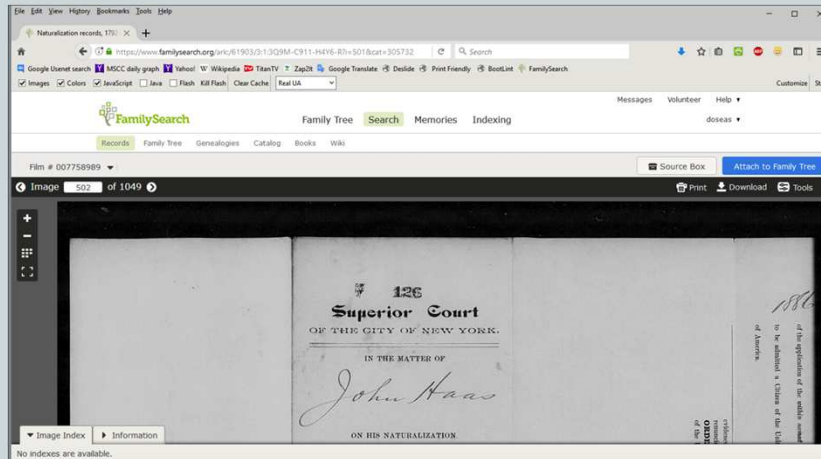 File Edit View History Bookmarks Tools Help
Naturalization records, 179
https://www.familysearch.org/ark:/61903/3:1:3Q9M-C911-H4Y6-R?i=501&cat=305732
Search
Google Usenet search MSCC daily graph Yahoo! Wikipedia TitanTV Zap2it Google Translate Deslide Print Friendly BootLint FamilySearch
Images Colors JavaScript Java Flash Kill Flash Clear Cache Real UA Customize
Messages Volunteer Help
FamilySearch Family Tree Search Memories Indexing doseas
Records Family Tree Genealogies Catalog Books Wiki
Film # 007758989 Source Box Attach to Family Tree
Image 502 of 1049 Print Download Tools
126
Superior Court
OF THE CITY OF NEW YORK.
IN THE MATTER OF
John Haas
ON HIS NATURALIZATION.
1886
of the application of the within named
to be admitted a Citizen of the
of America.
ORDE
of the
Image Index Information
No indexes are available.